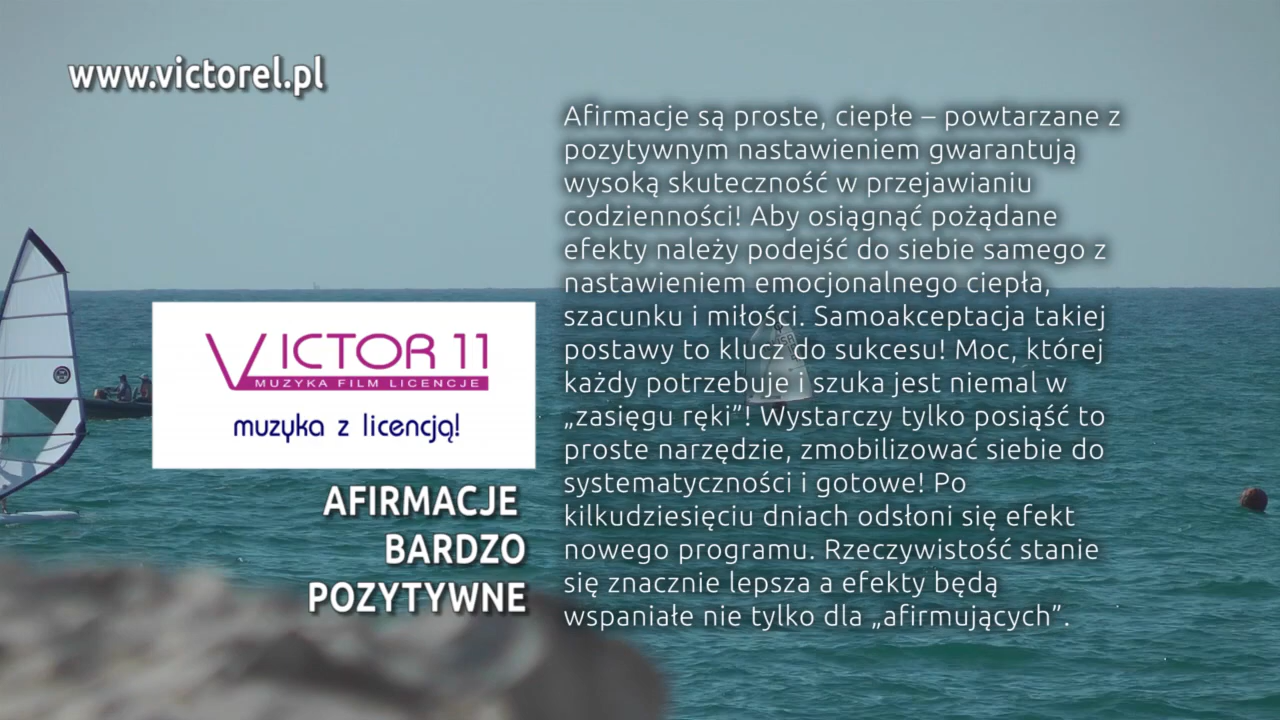 www.victorel.pl
VICTOR 11
MUZYKA FILM LICENCJE
muzyka z licencją!
AFIRMACJE
BARDZO
POZYTYWNE
Afirmacje są proste, ciepłe – powtarzane z
pozytywnym nastawieniem gwarantują
wysoką skuteczność w przejawianiu
codzienności! Aby osiągnąć pożądane
efekty należy podejść do siebie samego z
nastawieniem emocjonalnego ciepła,
szacunku i miłości. Samoakceptacja takiej
postawy to klucz do sukcesu! Moc, której
każdy potrzebuje i szuka jest niemal w
„zasięgu ręki”! Wystarczy tylko posiąść to
proste narzędzie, zmobilizować siebie do
systematyczności i gotowe! Po
kilkudziesięciu dniach odsłoni się efekt
nowego programu. Rzeczywistość stanie
się znacznie lepsza a efekty będą
wspaniałe nie tylko dla „afirmujących”.